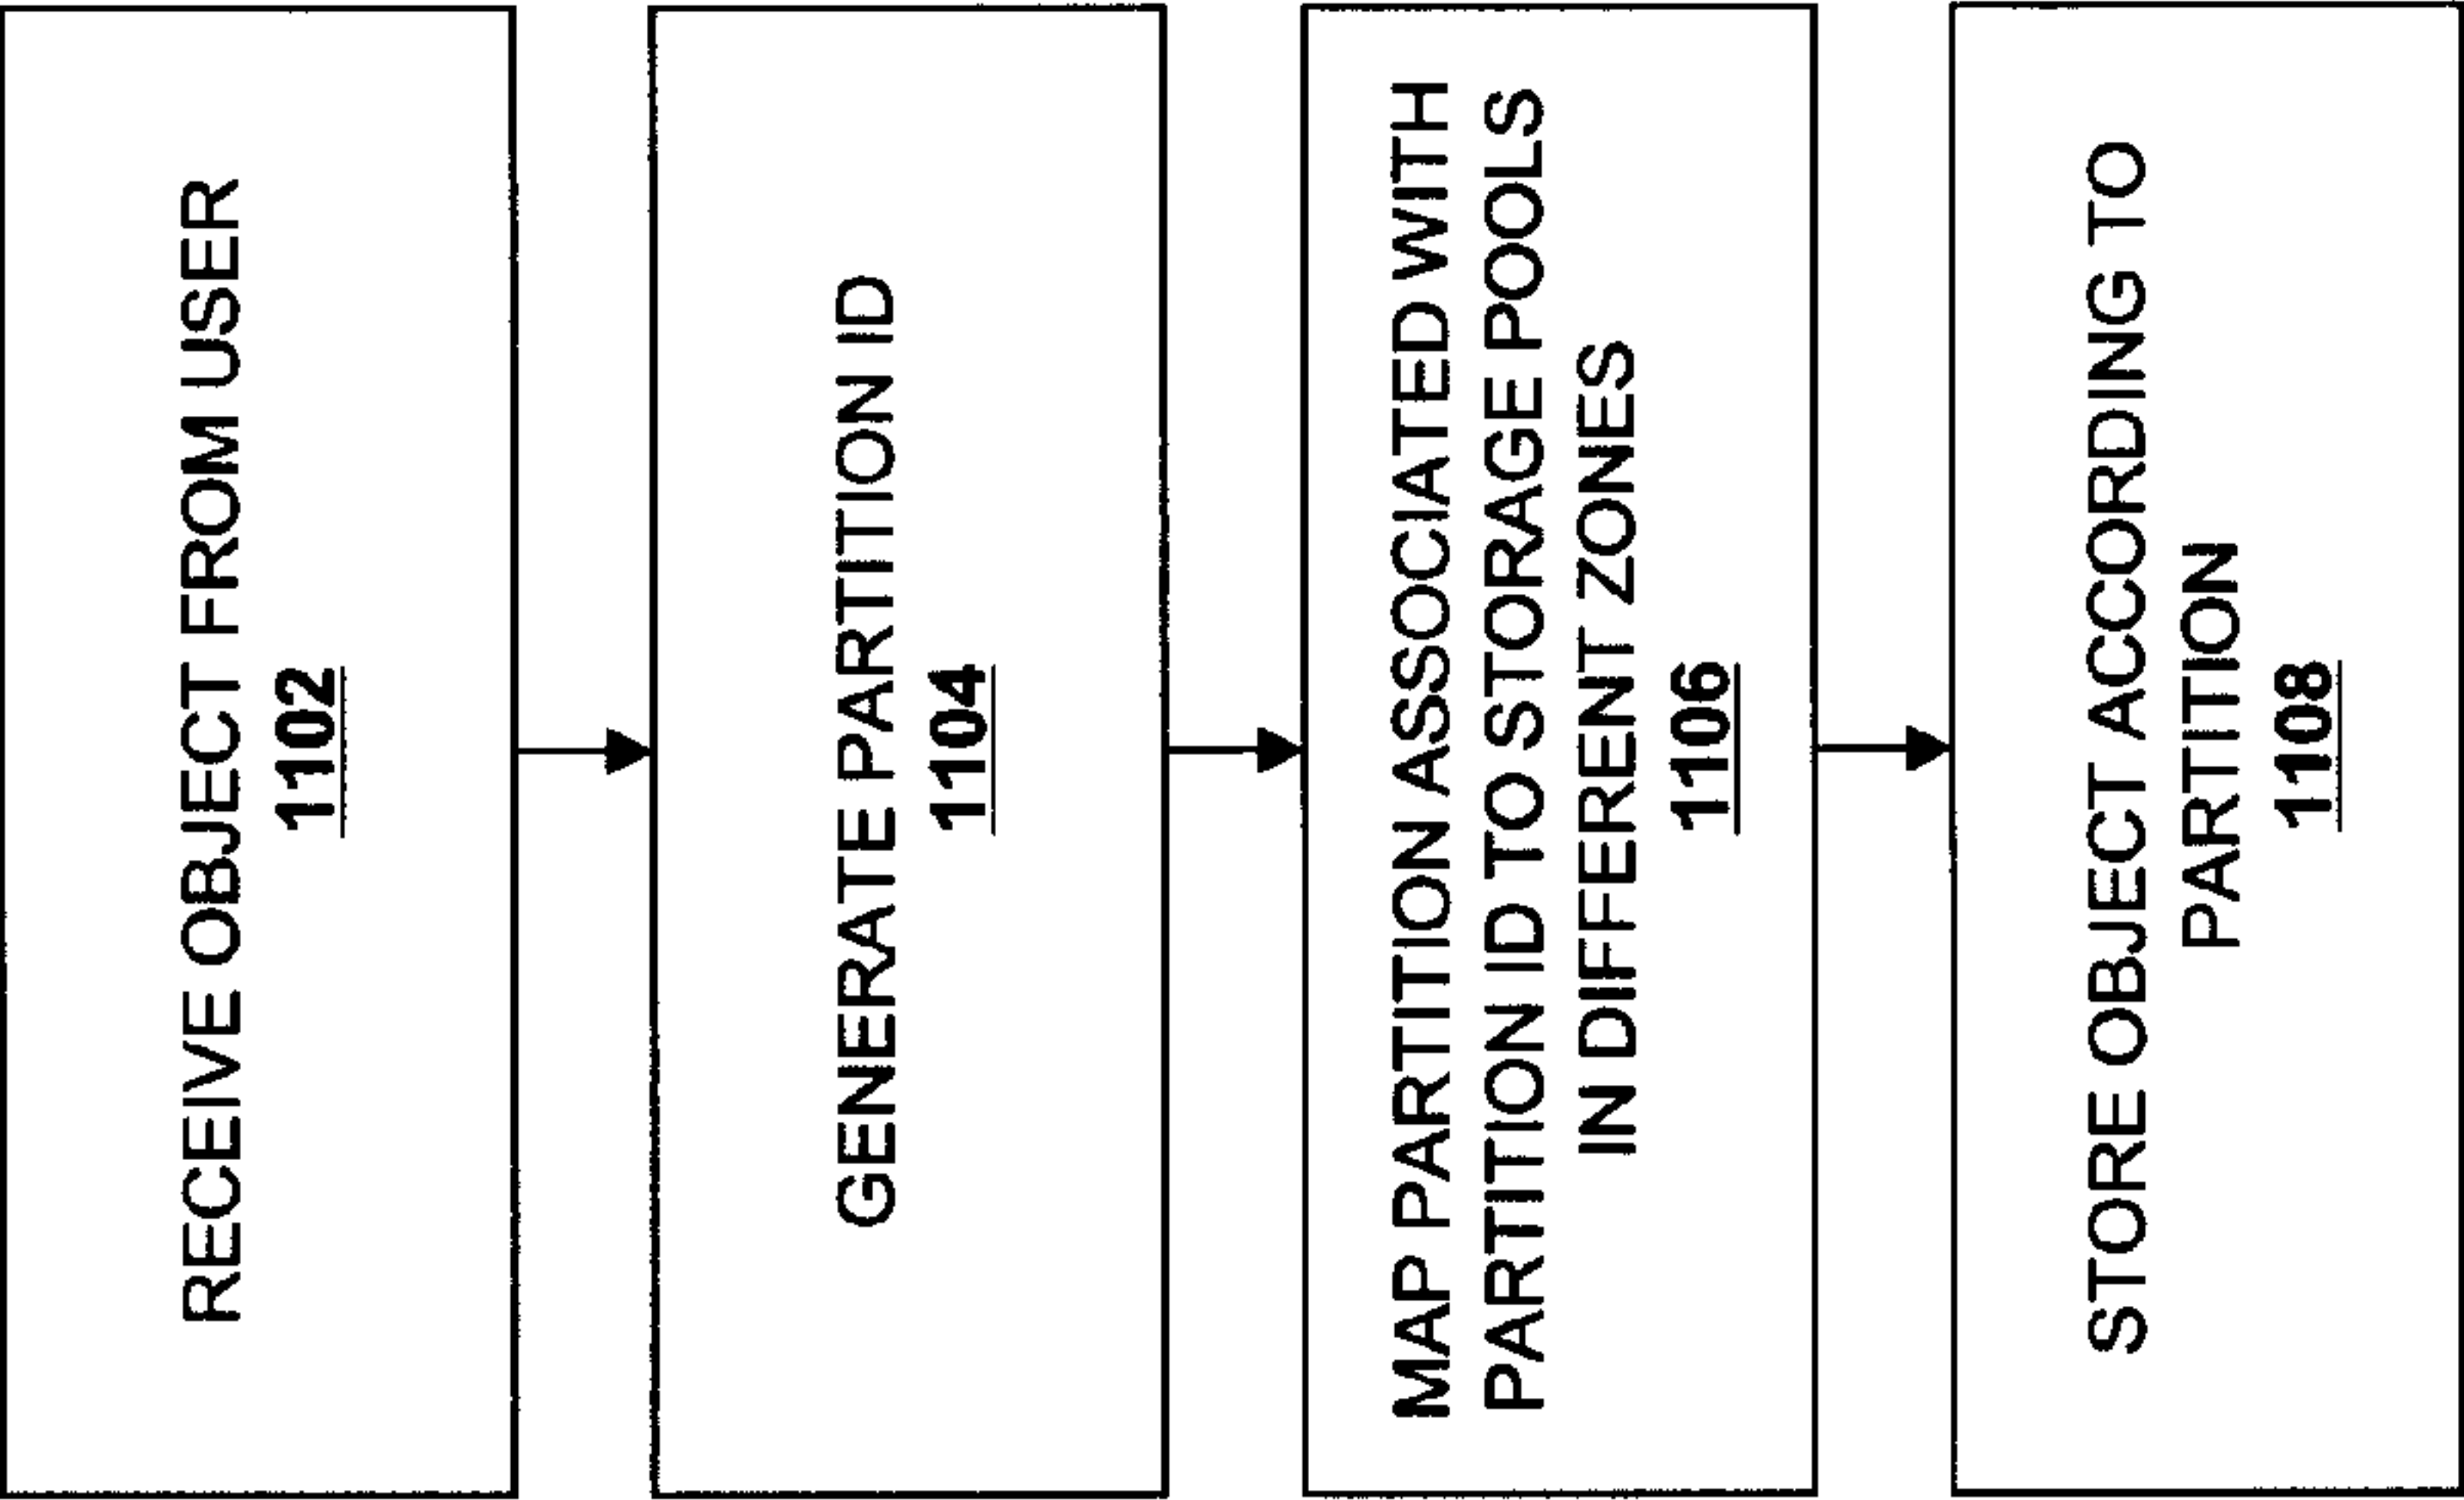 RECEIVE OBJECT FROM USER
1102
GENERATE PARTITION ID
1104
MAP PARTITION ASSOCIATED WITH
PARTITION ID TO STORAGE POOLS
IN DIFFERENT ZONES
1106
STORE OBJECT ACCORDING TO
PARTITION
1108